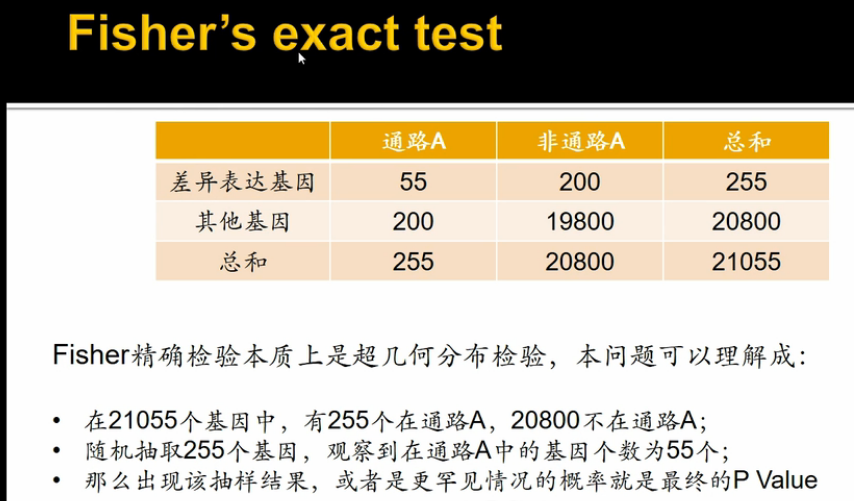 Fisher's exact test
通路A 非通路A 总和
差异表达基因 55 200 255
其他基因 200 19800 20800
总和 255 20800 21055
Fisher精确检验本质上是超几何分布检验，本问题可以理解成：
• 在21055个基因中，有255个在通路A，20800不在通路A；
• 随机抽取255个基因，观察到在通路A中的基因个数为55个；
• 那么出现该抽样结果，或者是更罕见情况的概率就是最终的P Value